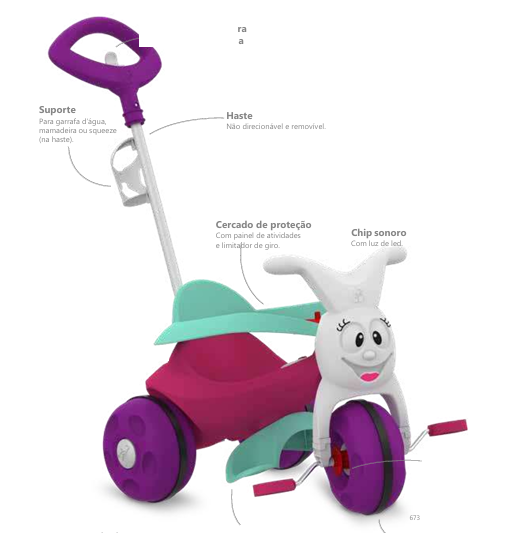 ra
a
Suporte
Para garrafa d'água,
mamadeira ou squeeze
(na haste).
Haste
Não direcionável e removível.
Cercado de proteção
Com painel de atividades
e limitador de giro.
Chip sonoro
Com luz de led.
673